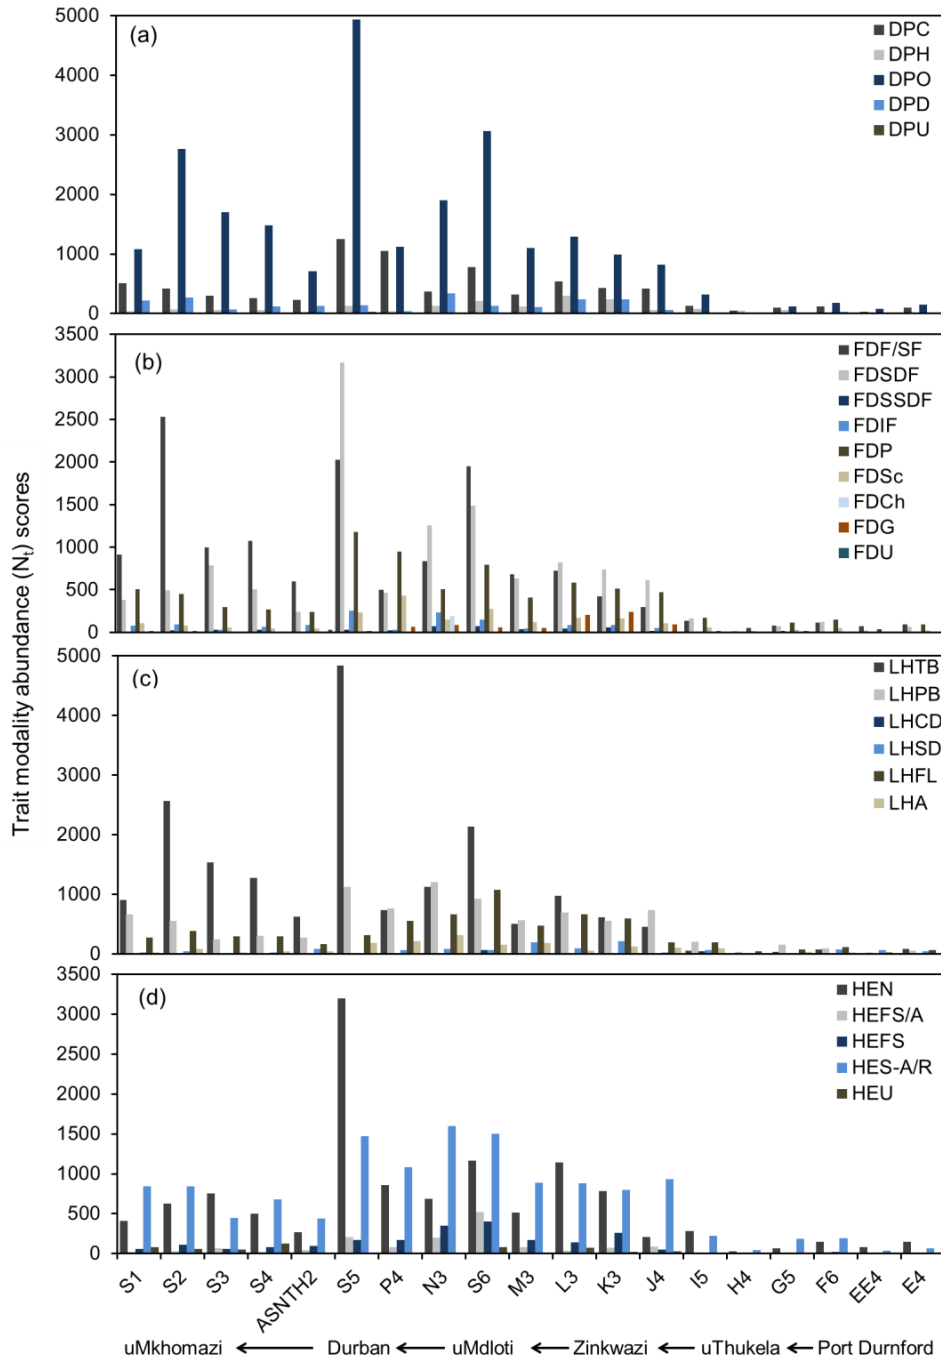 Trait modality abundance (Nt) scores
(a)
5000
4000
3000
2000
1000
0
DPC
DPH
DPO
DPD
DPU
(b)
3500
3000
2500
2000
1500
1000
500
0
FDF/SF
FDSDF
FDSSDF
FDIF
FDP
FDSc
FDCh
FDG
FDU
(c)
5000
4000
3000
2000
1000
0
LHTB
LHPB
LHCD
LHSD
LHFL
LHA
(d)
3500
3000
2500
2000
1500
1000
500
0
HEN
HEFS/A
HEFS
HES-A/R
HEU
S1 S2 S3 S4 ASNTH2 S5 P4 N3 S6 M3 L3 K3 J4 I5 H4 G5 F6 EE4 E4
uMkhomazi ← Durban ← uMdloti ← Zinkwazi ← uThukela ← Port Durnford